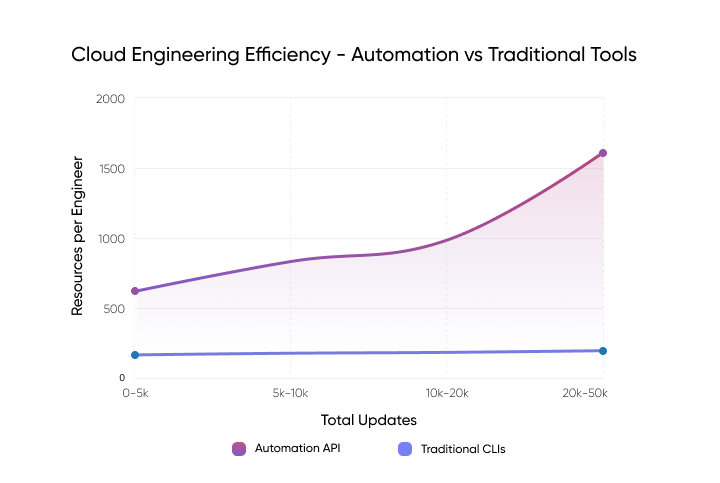 Cloud Engineering Efficiency - Automation vs Traditional Tools
2000
1500
1000
500
0
Resources per Engineer
0-5k
5k-10k
10k-20k
20k-50k
Total Updates
Automation API
Traditional CLIs